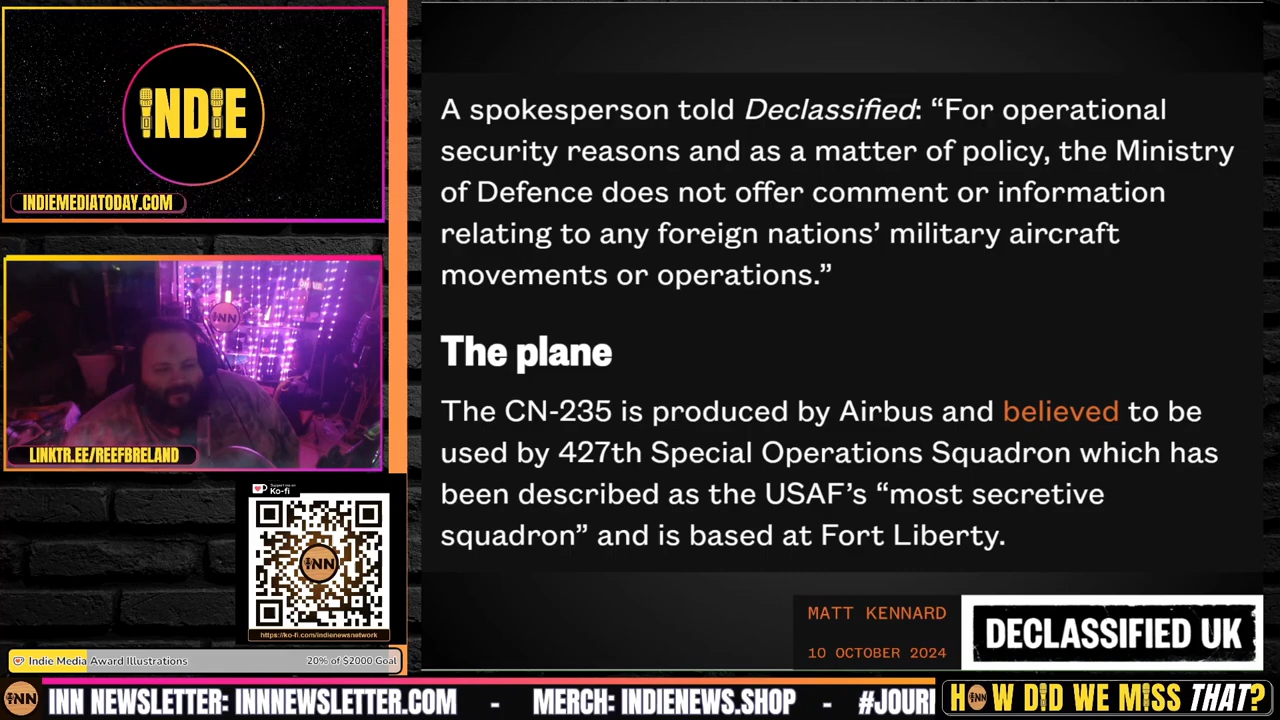 INDIE
INDIEMEDIATODAY.COM
INN
LINKTR.EE/REEFBRELAND
Ko-fi
INN
https://ko-fi.com/indienewsnetwork
Indie Media Award Illustrations
20% of $2000 Goal
A spokesperson told Declassified: “For operational
security reasons and as a matter of policy, the Ministry
of Defence does not offer comment or information
relating to any foreign nations’ military aircraft
movements or operations.”
The plane
The CN-235 is produced by Airbus and believed to be
used by 427th Special Operations Squadron which has
been described as the USAF’s “most secretive
squadron” and is based at Fort Liberty.
MATT KENNARD
10 OCTOBER 2024
DECLASSIFIED UK
INN
INN NEWSLETTER: INNNEWSLETTER.COM - MERCH: INDIENEWS.SHOP - #JOURI
HOW DID WE MISS THAT?